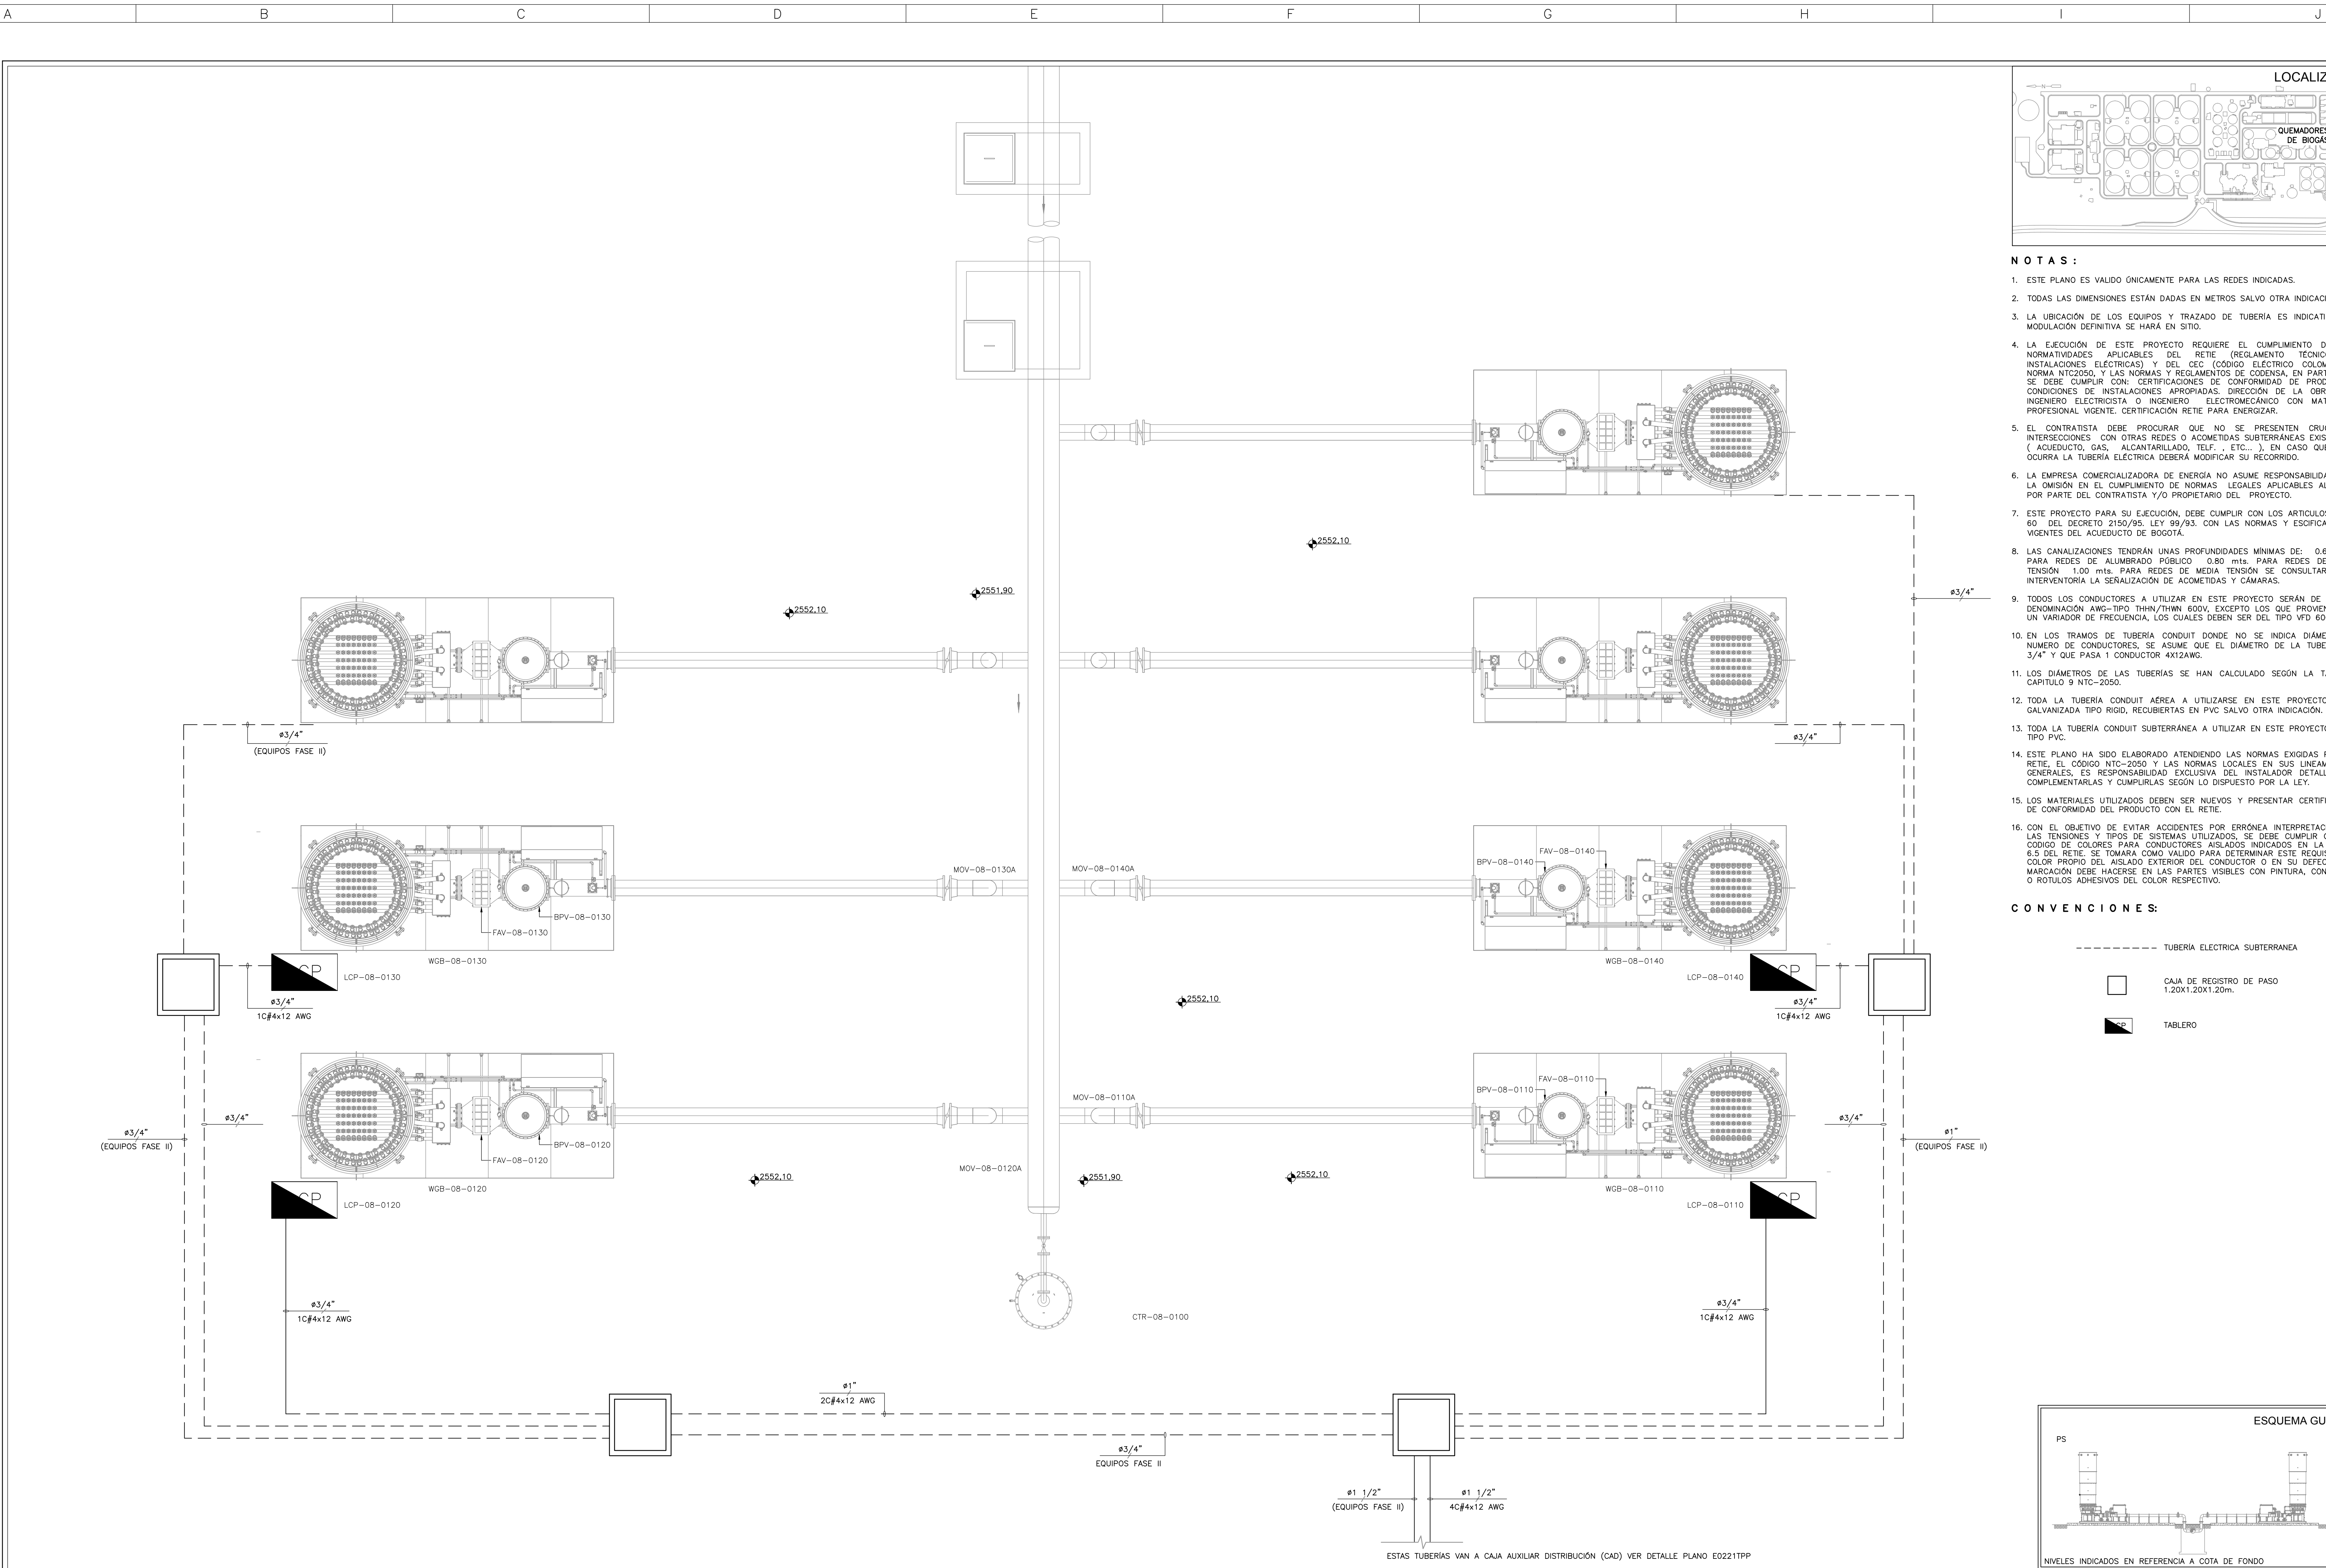 A B C D E F G H I J
LOCALIZ
QUEMADORES
DE BIOGÁS
N O T A S :
1. ESTE PLANO ES VALIDO ÚNICAMENTE PARA LAS REDES INDICADAS.
2. TODAS LAS DIMENSIONES ESTÁN DADAS EN METROS SALVO OTRA INDICACI
3. LA UBICACIÓN DE LOS EQUIPOS Y TRAZADO DE TUBERÍA ES INDICATI
MODULACIÓN DEFINITIVA SE HARÁ EN SITIO.
4. LA EJECUCIÓN DE ESTE PROYECTO REQUIERE EL CUMPLIMIENTO D
NORMATIVIDADES APLICABLES DEL RETIE (REGLAMENTO TÉCNIC
INSTALACIONES ELÉCTRICAS) Y DEL CEC (CÓDIGO ELÉCTRICO COLOM
NORMA NTC2050, Y LAS NORMAS Y REGLAMENTOS DE CODENSA, EN PART
SE DEBE CUMPLIR CON: CERTIFICACIONES DE CONFORMIDAD DE PROD
CONDICIONES DE INSTALACIONES APROPIADAS. DIRECCIÓN DE LA OBR
INGENIERO ELECTRICISTA O INGENIERO ELECTROMECÁNICO CON MAT
PROFESIONAL VIGENTE. CERTIFICACIÓN RETIE PARA ENERGIZAR.
5. EL CONTRATISTA DEBE PROCURAR QUE NO SE PRESENTEN CRUC
INTERSECCIONES CON OTRAS REDES O ACOMETIDAS SUBTERRÁNEAS EXIS
( ACUEDUCTO, GAS, ALCANTARILLADO, TELF. , ETC... ), EN CASO QUE
OCURRA LA TUBERÍA ELÉCTRICA DEBERÁ MODIFICAR SU RECORRIDO.
6. LA EMPRESA COMERCIALIZADORA DE ENERGÍA NO ASUME RESPONSABILIDA
LA OMISIÓN EN EL CUMPLIMIENTO DE NORMAS LEGALES APLICABLES AL
POR PARTE DEL CONTRATISTA Y/O PROPIETARIO DEL PROYECTO.
7. ESTE PROYECTO PARA SU EJECUCIÓN, DEBE CUMPLIR CON LOS ARTICULOS
60 DEL DECRETO 2150/95. LEY 99/93. CON LAS NORMAS Y ESCIFICA
VIGENTES DEL ACUEDUCTO DE BOGOTÁ.
8. LAS CANALIZACIONES TENDRÁN UNAS PROFUNDIDADES MÍNIMAS DE: 0.6
PARA REDES DE ALUMBRADO PÚBLICO 0.80 mts. PARA REDES DE
TENSIÓN 1.00 mts. PARA REDES DE MEDIA TENSIÓN SE CONSULTAR
INTERVENTORÍA LA SEÑALIZACIÓN DE ACOMETIDAS Y CÁMARAS.
9. TODOS LOS CONDUCTORES A UTILIZAR EN ESTE PROYECTO SERÁN DE
DENOMINACIÓN AWG-TIPO THHN/THWN 600V, EXCEPTO LOS QUE PROVIEN
UN VARIADOR DE FRECUENCIA, LOS CUALES DEBEN SER DEL TIPO VFD 60
10. EN LOS TRAMOS DE TUBERÍA CONDUIT DONDE NO SE INDICA DIÁME
NUMERO DE CONDUCTORES, SE ASUME QUE EL DIÁMETRO DE LA TUBE
3/4" Y QUE PASA 1 CONDUCTOR 4X12AWG.
11. LOS DIÁMETROS DE LAS TUBERÍAS SE HAN CALCULADO SEGÚN LA T
CAPITULO 9 NTC-2050.
12. TODA LA TUBERÍA CONDUIT AÉREA A UTILIZARSE EN ESTE PROYECTO
GALVANIZADA TIPO RIGID, RECUBIERTAS EN PVC SALVO OTRA INDICACIÓN.
13. TODA LA TUBERÍA CONDUIT SUBTERRÁNEA A UTILIZAR EN ESTE PROYECTO
TIPO PVC.
14. ESTE PLANO HA SIDO ELABORADO ATENDIENDO LAS NORMAS EXIGIDAS P
RETIE, EL CÓDIGO NTC-2050 Y LAS NORMAS LOCALES EN SUS LINEAM
GENERALES, ES RESPONSABILIDAD EXCLUSIVA DEL INSTALADOR DETALL
COMPLEMENTARLAS Y CUMPLIRLAS SEGÚN LO DISPUESTO POR LA LEY.
15. LOS MATERIALES UTILIZADOS DEBEN SER NUEVOS Y PRESENTAR CERTIFI
DE CONFORMIDAD DEL PRODUCTO CON EL RETIE.
16. CON EL OBJETIVO DE EVITAR ACCIDENTES POR ERRÓNEA INTERPRETAC
LAS TENSIONES Y TIPOS DE SISTEMAS UTILIZADOS, SE DEBE CUMPLIR C
CODIGO DE COLORES PARA CONDUCTORES AISLADOS INDICADOS EN LA
6.5 DEL RETIE. SE TOMARA COMO VALIDO PARA DETERMINAR ESTE REQUIS
COLOR PROPIO DEL AISLADO EXTERIOR DEL CONDUCTOR O EN SU DEFEC
MARCACIÓN DEBE HACERSE EN LAS PARTES VISIBLES CON PINTURA, CON
O ROTULOS ADHESIVOS DEL COLOR RESPECTIVO.
C O N V E N C I O N E S:
TUBERÍA ELECTRICA SUBTERRANEA
CAJA DE REGISTRO DE PASO
1.20X1.20X1.20m.
CP
TABLERO
2552,10
2551,90
2552,10
ø3/4"
ø3/4"
(EQUIPOS FASE II)
ø3/4"
MOV-08-0130A
MOV-08-0140A
FAV-08-0140
BPV-08-0140
BPV-08-0130
FAV-08-0130
WGB-08-0130
WGB-08-0140
CP
LCP-08-0130
LCP-08-0140
CP
ø3/4"
1C#4x12 AWG
2552,10
ø3/4"
1C#4x12 AWG
MOV-08-0110A
FAV-08-0110
BPV-08-0110
ø3/4"
ø3/4"
(EQUIPOS FASE II)
BPV-08-0120
FAV-08-0120
ø3/4"
ø1"
(EQUIPOS FASE II)
MOV-08-0120A
2552,10
2551,90
2552,10
WGB-08-0120
WGB-08-0110
CP
LCP-08-0120
LCP-08-0110
CP
ø3/4"
1C#4x12 AWG
CTR-08-0100
ø3/4"
1C#4x12 AWG
ø1"
2C#4x12 AWG
ø3/4"
EQUIPOS FASE II
ø1 1/2"
(EQUIPOS FASE II)
ø1 1/2"
4C#4x12 AWG
ESTAS TUBERÍAS VAN A CAJA AUXILIAR DISTRIBUCIÓN (CAD) VER DETALLE PLANO E0221TPP
ESQUEMA GU
PS
NIVELES INDICADOS EN REFERENCIA A COTA DE FONDO